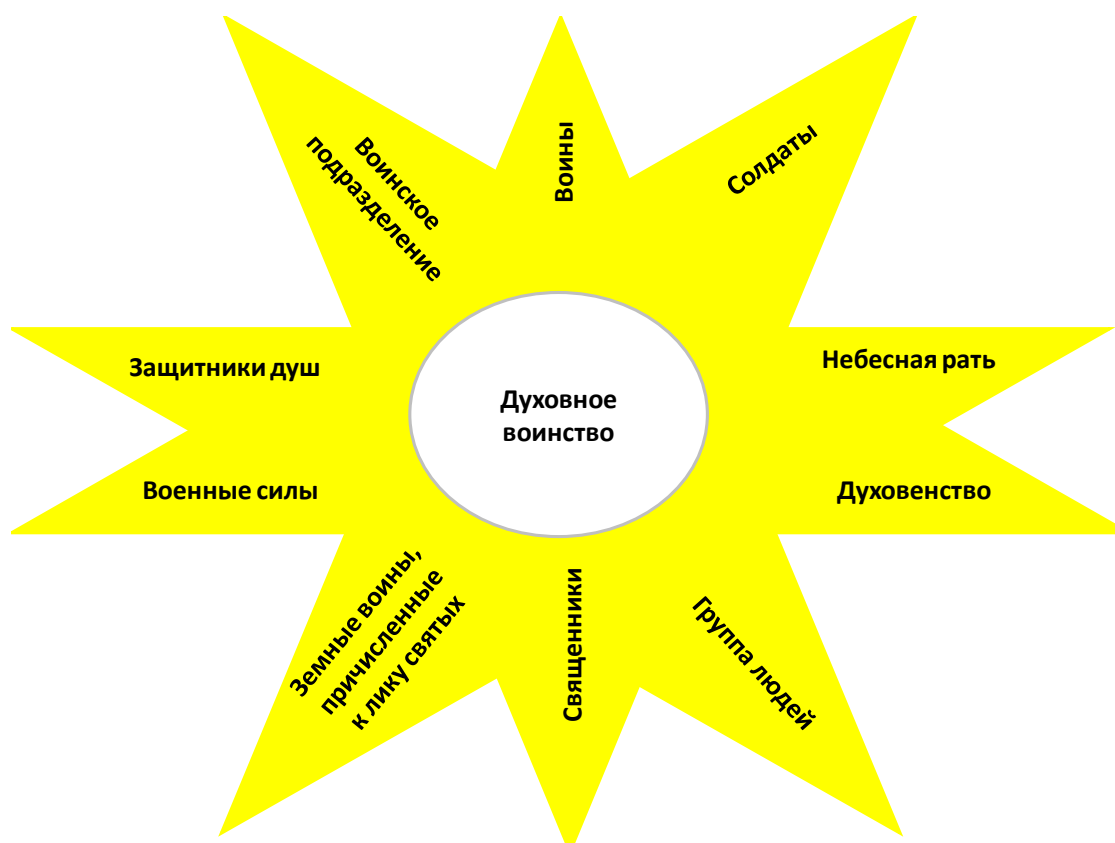 Воинское
подразделение
Воины
Солдаты
Защитники душ
Небесная рать
Духовное
воинство
Военные силы
Духовенство
Земные воины,
причисленные
к лику святых
Священники
Группа людей